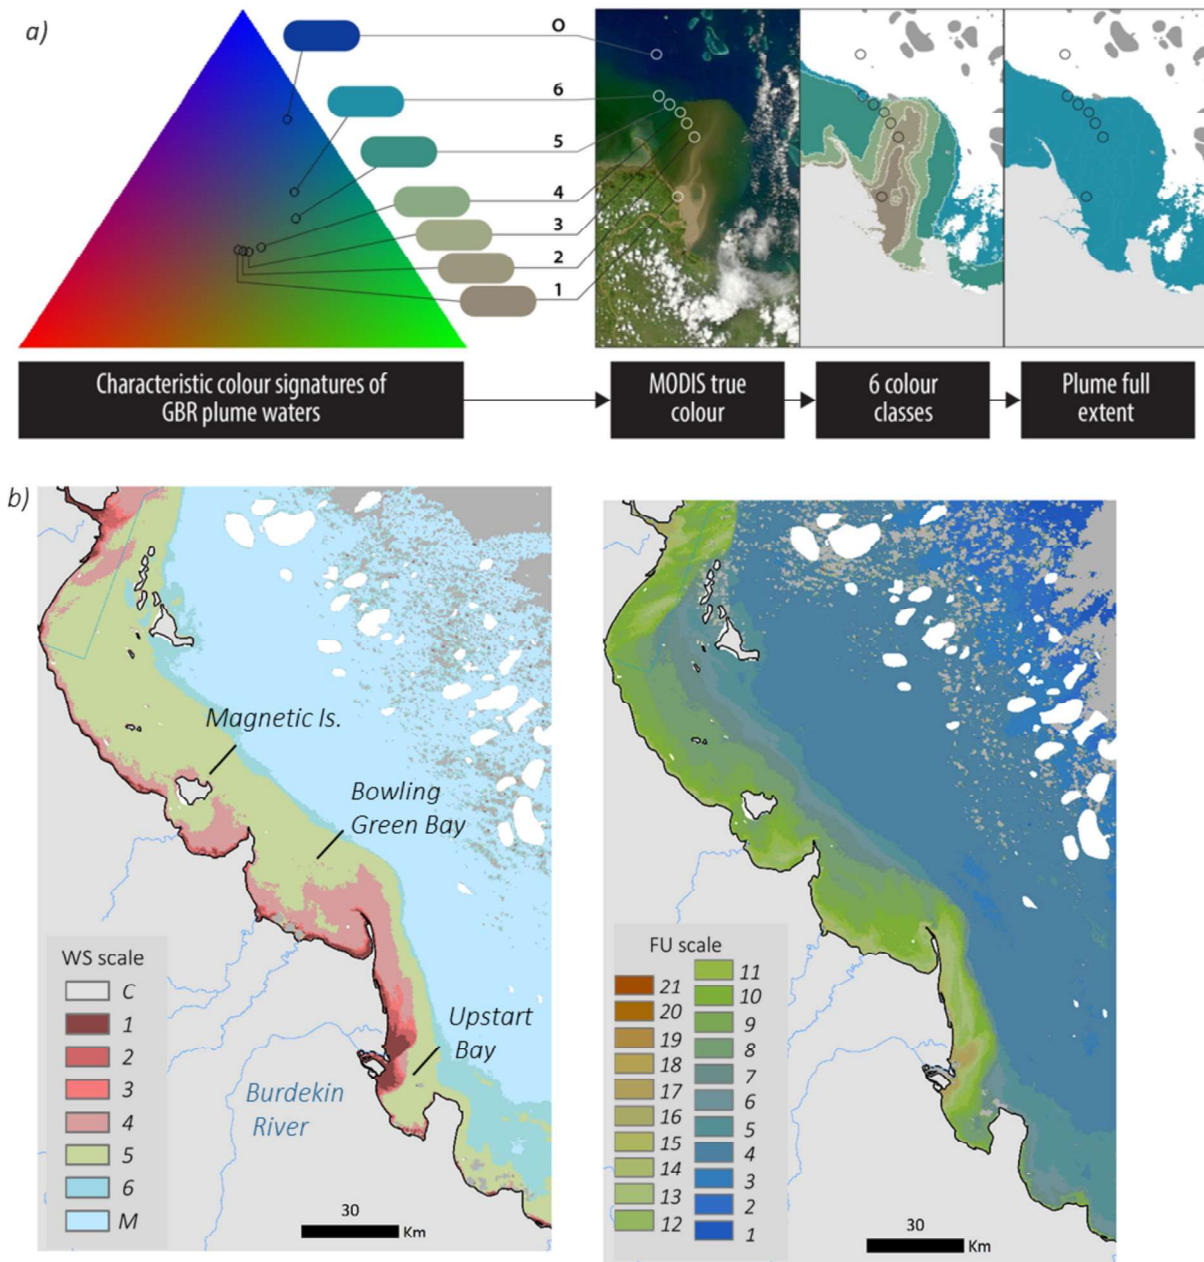 a)
O
6
5
4
3
2
1
Characteristic colour signatures of
GBR plume waters
MODIS true
colour
6 colour
classes
Plume full
extent
b)
Magnetic Is.
Bowling
Green Bay
Upstart
Bay
Burdekin
River
WS scale
C
1
2
3
4
5
6
M
30
Km
FU scale
21
20
19
18
17
16
15
14
13
12
11
10
9
8
7
6
5
4
3
2
1
30
Km